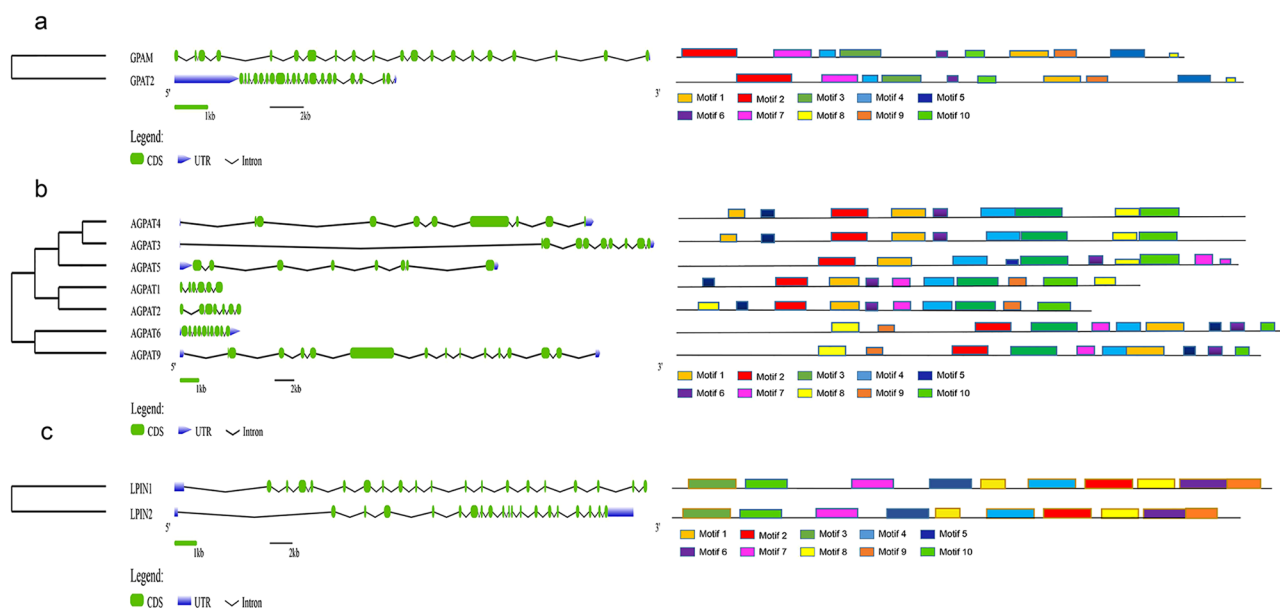 a
GPAM
GPAT2
5'
3'
1kb
2kb
Motif 1 Motif 2 Motif 3 Motif 4 Motif 5
Motif 6 Motif 7 Motif 8 Motif 9 Motif 10
Legend:
CDS UTR Intron
b
AGPAT4
AGPAT3
AGPAT5
AGPAT1
AGPAT2
AGPAT6
AGPAT9
5'
3'
1kb
2kb
Motif 1 Motif 2 Motif 3 Motif 4 Motif 5
Motif 6 Motif 7 Motif 8 Motif 9 Motif 10
Legend:
CDS UTR Intron
c
LPIN1
LPIN2
5'
3'
1kb
2kb
Motif 1 Motif 2 Motif 3 Motif 4 Motif 5
Motif 6 Motif 7 Motif 8 Motif 9 Motif 10
Legend:
CDS UTR Intron